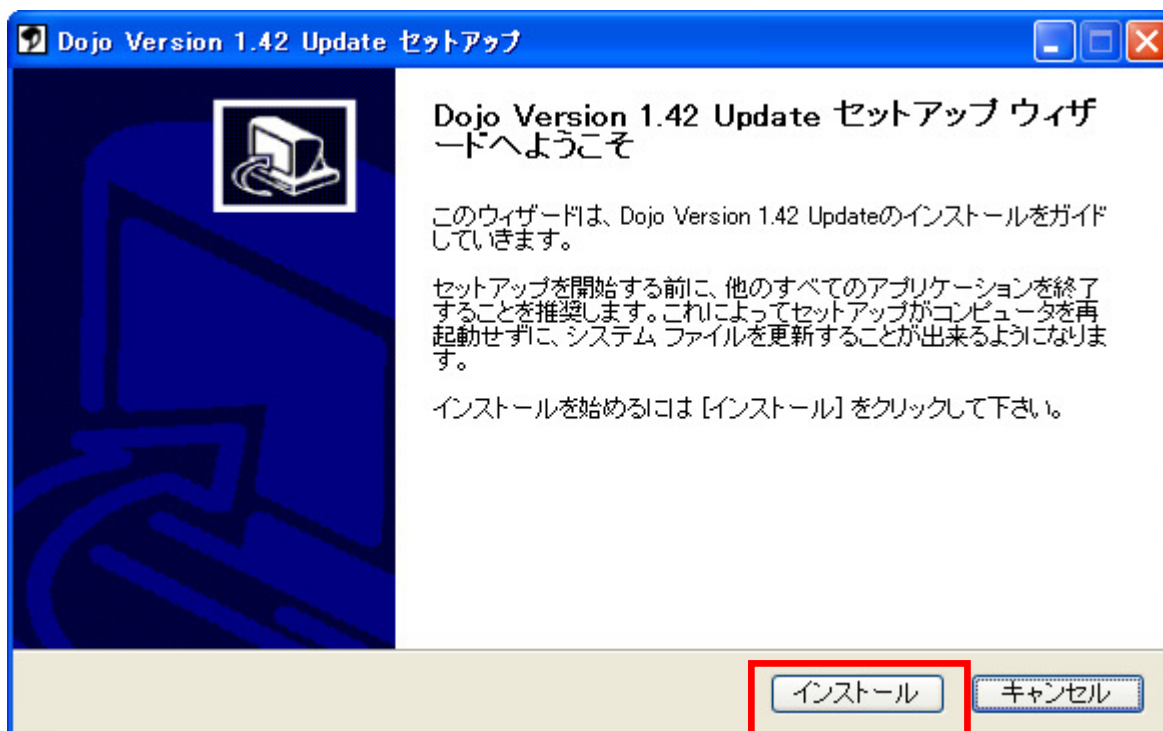 Dojo Version 1.42 Update セットアップ
Dojo Version 1.42 Update セットアップ ウィザ
ードへようこそ
このウィザードは、Dojo Version 1.42 Updateのインストールをガイド
していきます。
セットアップを開始する前に、他のすべてのアプリケーションを終了
することを推奨します。これによってセットアップがコンピュータを再
起動せずに、システム ファイルを更新することが出来るようになりま
す。
インストールを始めるには [インストール] をクリックして下さい。
インストール
キャンセル